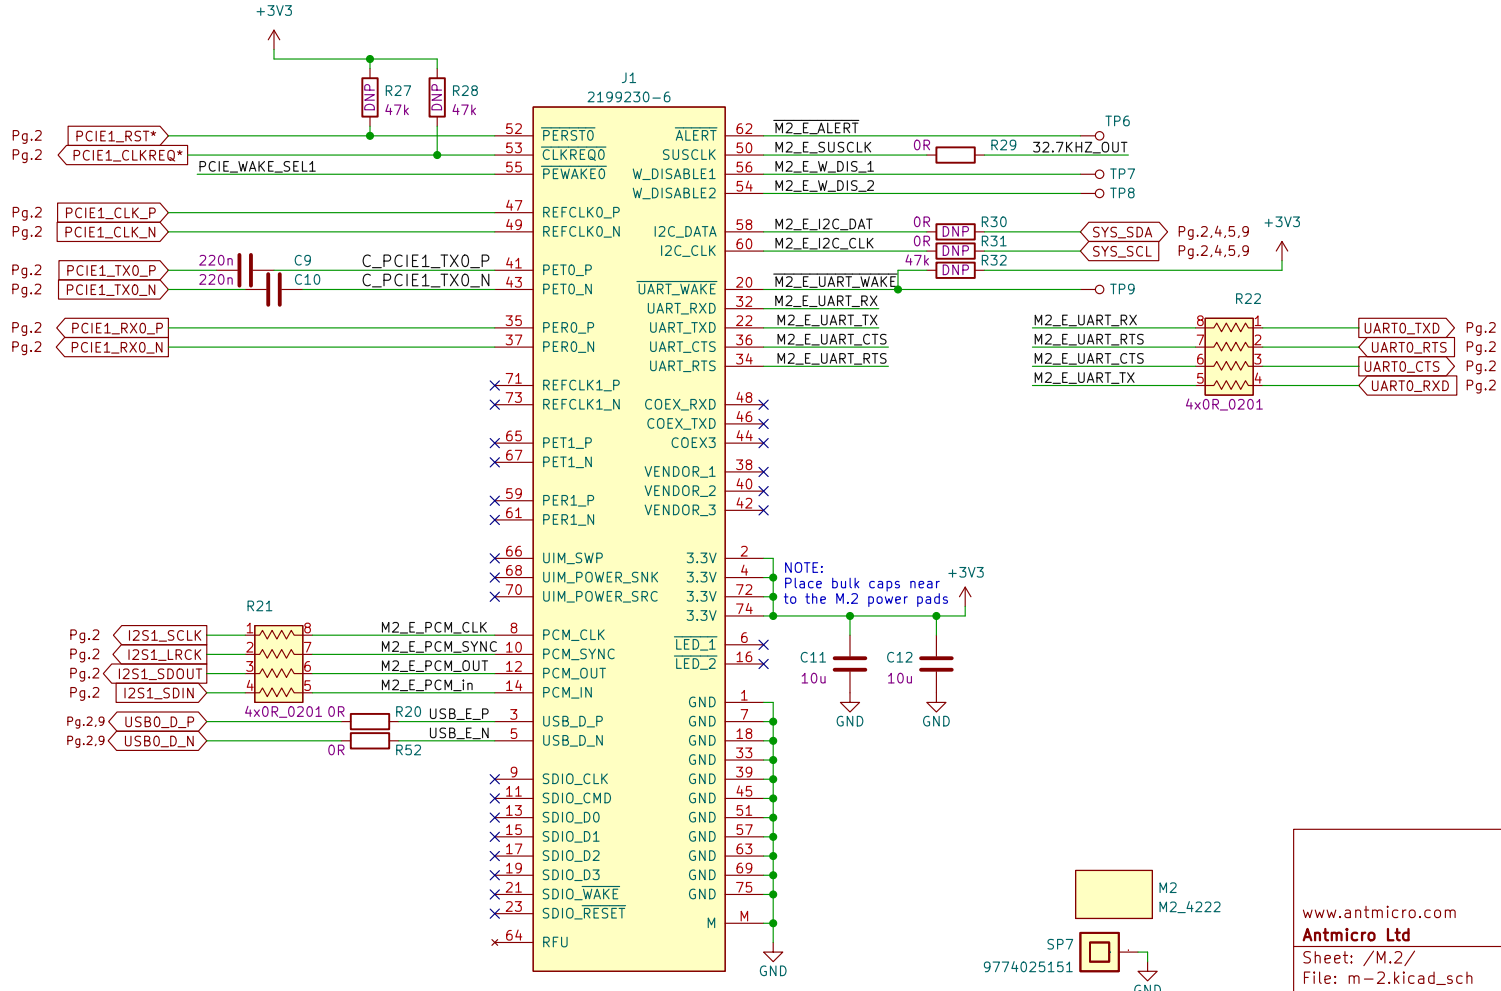 +3V3
J1
2199230-6
DNP R27 47k
DNP R28 47k
Pg.2 PCIE1_RST* 52 PERST0
Pg.2 PCIE1_CLKREQ* 53 CLKREQ0
PCIE_WAKE_SEL1 55 PEWAKE0
Pg.2 PCIE1_CLK_P 47 REFCLK0_P
Pg.2 PCIE1_CLK_N 49 REFCLK0_N
Pg.2 PCIE1_TX0_P 220n C9 C_PCIE1_TX0_P 41 PET0_P
Pg.2 PCIE1_TX0_N 220n C10 C_PCIE1_TX0_N 43 PET0_N
Pg.2 PCIE1_RX0_P 35 PER0_P
Pg.2 PCIE1_RX0_N 37 PER0_N
71 REFCLK1_P
73 REFCLK1_N
65 PET1_P
67 PET1_N
59 PER1_P
61 PER1_N
66 UIM_SWP
68 UIM_POWER_SNK
70 UIM_POWER_SRC
R21
Pg.2 I2S1_SCLK 1 8 M2_E_PCM_CLK 8 PCM_CLK
Pg.2 I2S1_LRCK 2 7 M2_E_PCM_SYNC 10 PCM_SYNC
Pg.2 I2S1_SDOUT 3 6 M2_E_PCM_OUT 12 PCM_OUT
Pg.2 I2S1_SDIN 4 5 M2_E_PCM_in 14 PCM_IN
4x0R_0201
Pg.2,9 USB0_D_P 0R R20 USB_E_P 3 USB_D_P
Pg.2,9 USB0_D_N 0R R52 USB_E_N 5 USB_D_N
9 SDIO_CLK
11 SDIO_CMD
13 SDIO_D0
15 SDIO_D1
17 SDIO_D2
19 SDIO_D3
21 SDIO_WAKE
23 SDIO_RESET
64 RFU
ALERT 62 M2_E_ALERT TP6
SUSCLK 50 M2_E_SUSCLK 0R R29 32.7KHZ_OUT
W_DISABLE1 56 M2_E_W_DIS_1 TP7
W_DISABLE2 54 M2_E_W_DIS_2 TP8
I2C_DATA 58 M2_E_I2C_DAT 0R DNP R30 SYS_SDA Pg.2,4,5,9
I2C_CLK 60 M2_E_I2C_CLK 0R DNP R31 SYS_SCL Pg.2,4,5,9
47k DNP R32 +3V3
UART_WAKE 20 M2_E_UART_WAKE TP9
UART_RXD 32 M2_E_UART_RX
UART_TXD 22 M2_E_UART_TX
UART_CTS 36 M2_E_UART_CTS
UART_RTS 34 M2_E_UART_RTS
R22
M2_E_UART_RX 8 1 UART0_TXD Pg.2
M2_E_UART_RTS 7 2 UART0_RTS Pg.2
M2_E_UART_CTS 6 3 UART0_CTS Pg.2
M2_E_UART_TX 5 4 UART0_RXD Pg.2
4x0R_0201
COEX_RXD 48
COEX_TXD 46
COEX3 44
VENDOR_1 38
VENDOR_2 40
VENDOR_3 42
3.3V 2
3.3V 4
3.3V 72
3.3V 74
NOTE:
Place bulk caps near
to the M.2 power pads
+3V3
LED_1 6
LED_2 16
C11 10u GND
C12 10u GND
GND 1
GND 7
GND 18
GND 33
GND 39
GND 45
GND 51
GND 57
GND 63
GND 69
GND 75
M M
GND
M2
M2_4222
SP7
9774025151
GND
www.antmicro.com
Antmicro Ltd
Sheet: /M.2/
File: m-2.kicad_sch